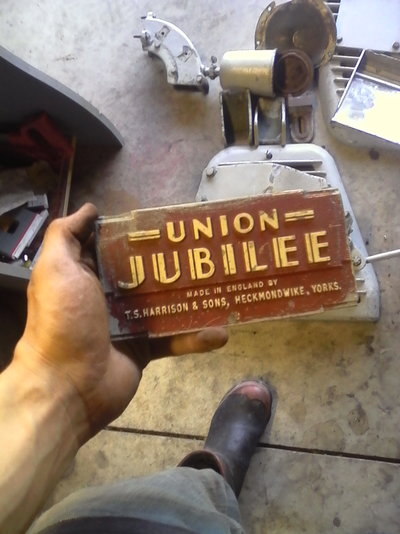 UNION
JUBILEE
MADE IN ENGLAND BY
T.S. HARRISON & SONS, HECKMONDWIKE, YORKS.